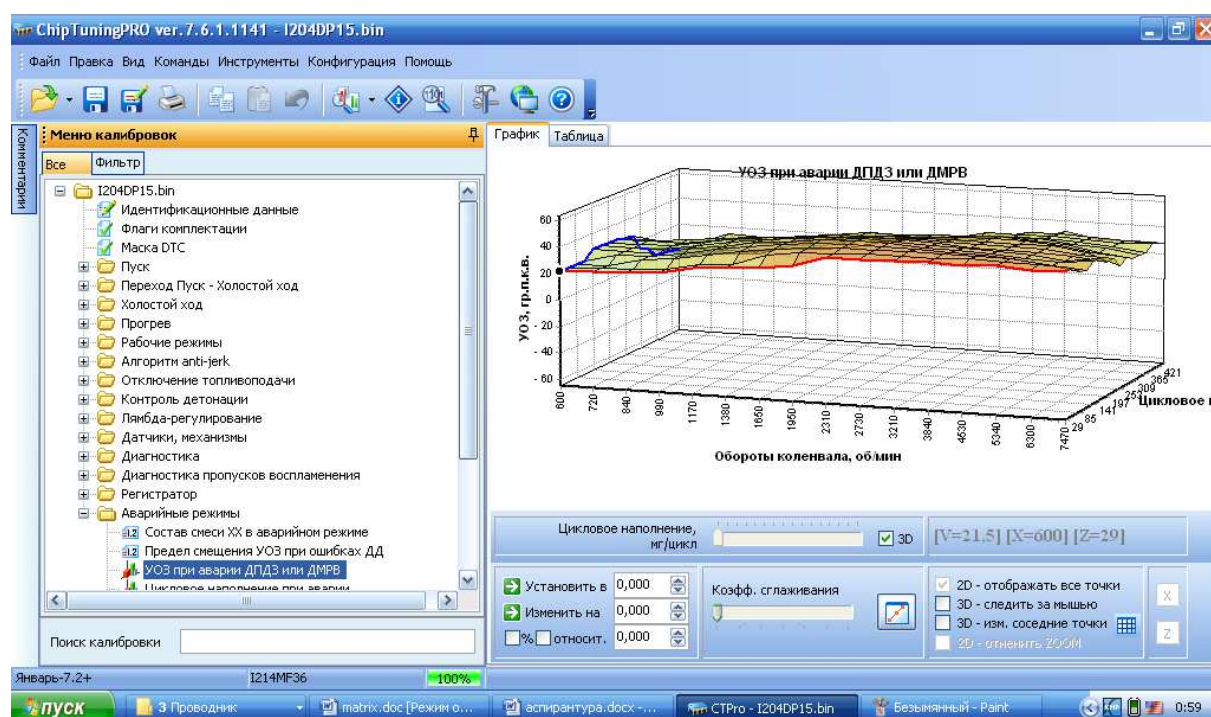 ChipTuningPRO ver.7.6.1.1141 - I204DP15.bin
Файл Правка Вид Команды Инструменты Конфигурация Помощь
Комментарии
Меню калибровок
Все Фильтр
I204DP15.bin
Идентификационные данные
Флаги комплектации
Маска DTC
Пуск
Переход Пуск - Холостой ход
Холостой ход
Прогрев
Рабочие режимы
Алгоритм anti-jerk
Отключение топливоподачи
Контроль детонации
Лямбда-регулирование
Датчики, механизмы
Диагностика
Диагностика пропусков воспламенения
Регистратор
Аварийные режимы
Состав смеси ХХ в аварийном режиме
Предел смещения УОЗ при ошибках ДД
УОЗ при аварии ДПДЗ или ДМРВ
Цикловое наполнение при аварии
Поиск калибровки
График Таблица
УОЗ при аварии ДПДЗ или ДМРВ
УОЗ, гр.п.к.в.
60
40
20
0
- 20
- 40
- 60
600 720 840 990 1170 1380 1650 1950 2310 2730 3210 3840 4530 5340 6300 7470
29 85 141 197 253 309 365 421
Цикловое
Обороты коленвала, об/мин
Цикловое наполнение, мг/цикл
3D
[V=21,5] [X=600] [Z=29]
Установить в 0,000
Изменить на 0,000
% относит. 0,000
Коэфф. сглаживания
2D - отображать все точки
3D - следить за мышью
3D - изм. соседние точки
2D - отменить ZOOM
X
Z
Январь-7.2+ I214MF36 100%
пуск 3 Проводник matrix.doc [Режим о... аспирантура.docx -... CTPro - I204DP15.bin Безымянный - Paint 0:59